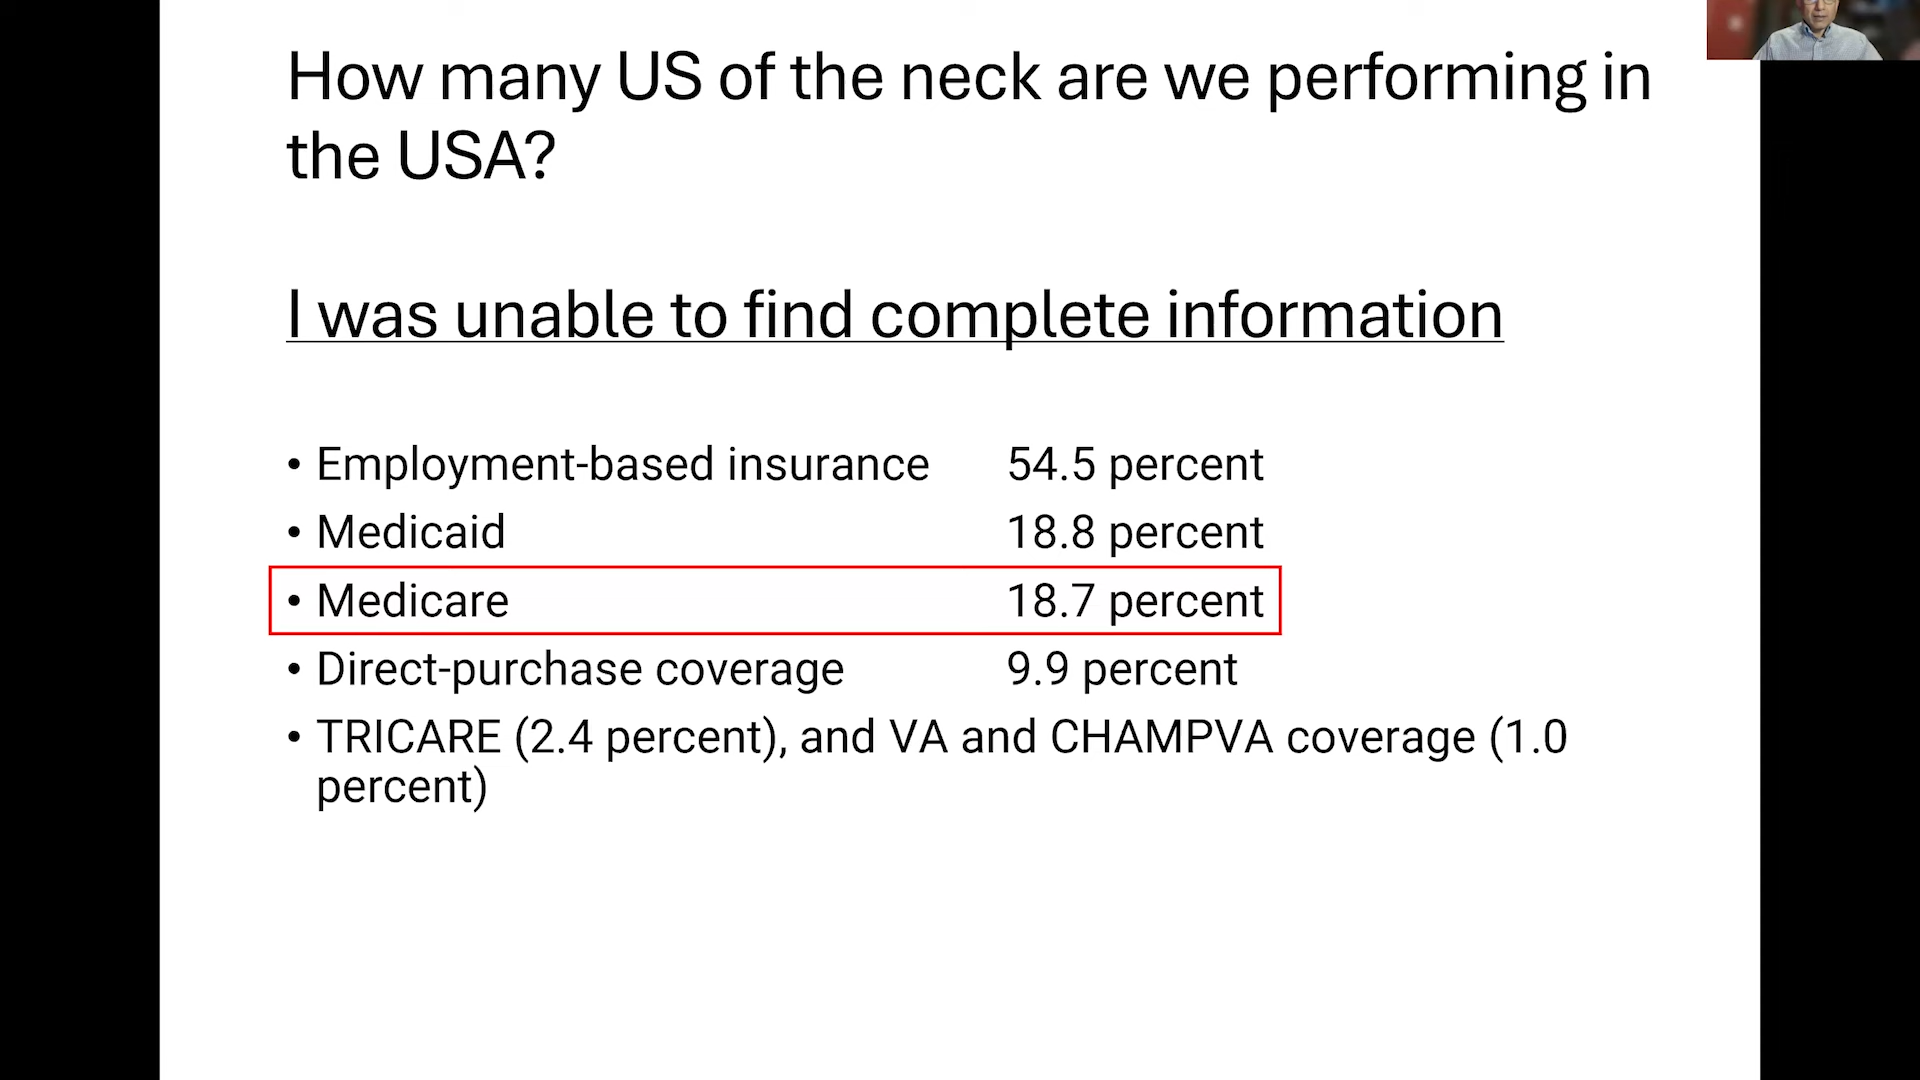 How many US of the neck are we performing in
the USA?
I was unable to find complete information
• Employment-based insurance 54.5 percent
• Medicaid 18.8 percent
• Medicare 18.7 percent
• Direct-purchase coverage 9.9 percent
• TRICARE (2.4 percent), and VA and CHAMPVA coverage (1.0
percent)